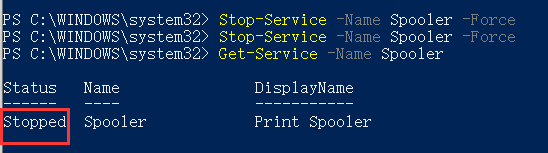 PS C:\WINDOWS\system32> Stop-Service -Name Spooler -Force
PS C:\WINDOWS\system32> Stop-Service -Name Spooler -Force
PS C:\WINDOWS\system32> Get-Service -Name Spooler
Status   Name               DisplayName
------   ----               -----------
Stopped  Spooler            Print Spooler